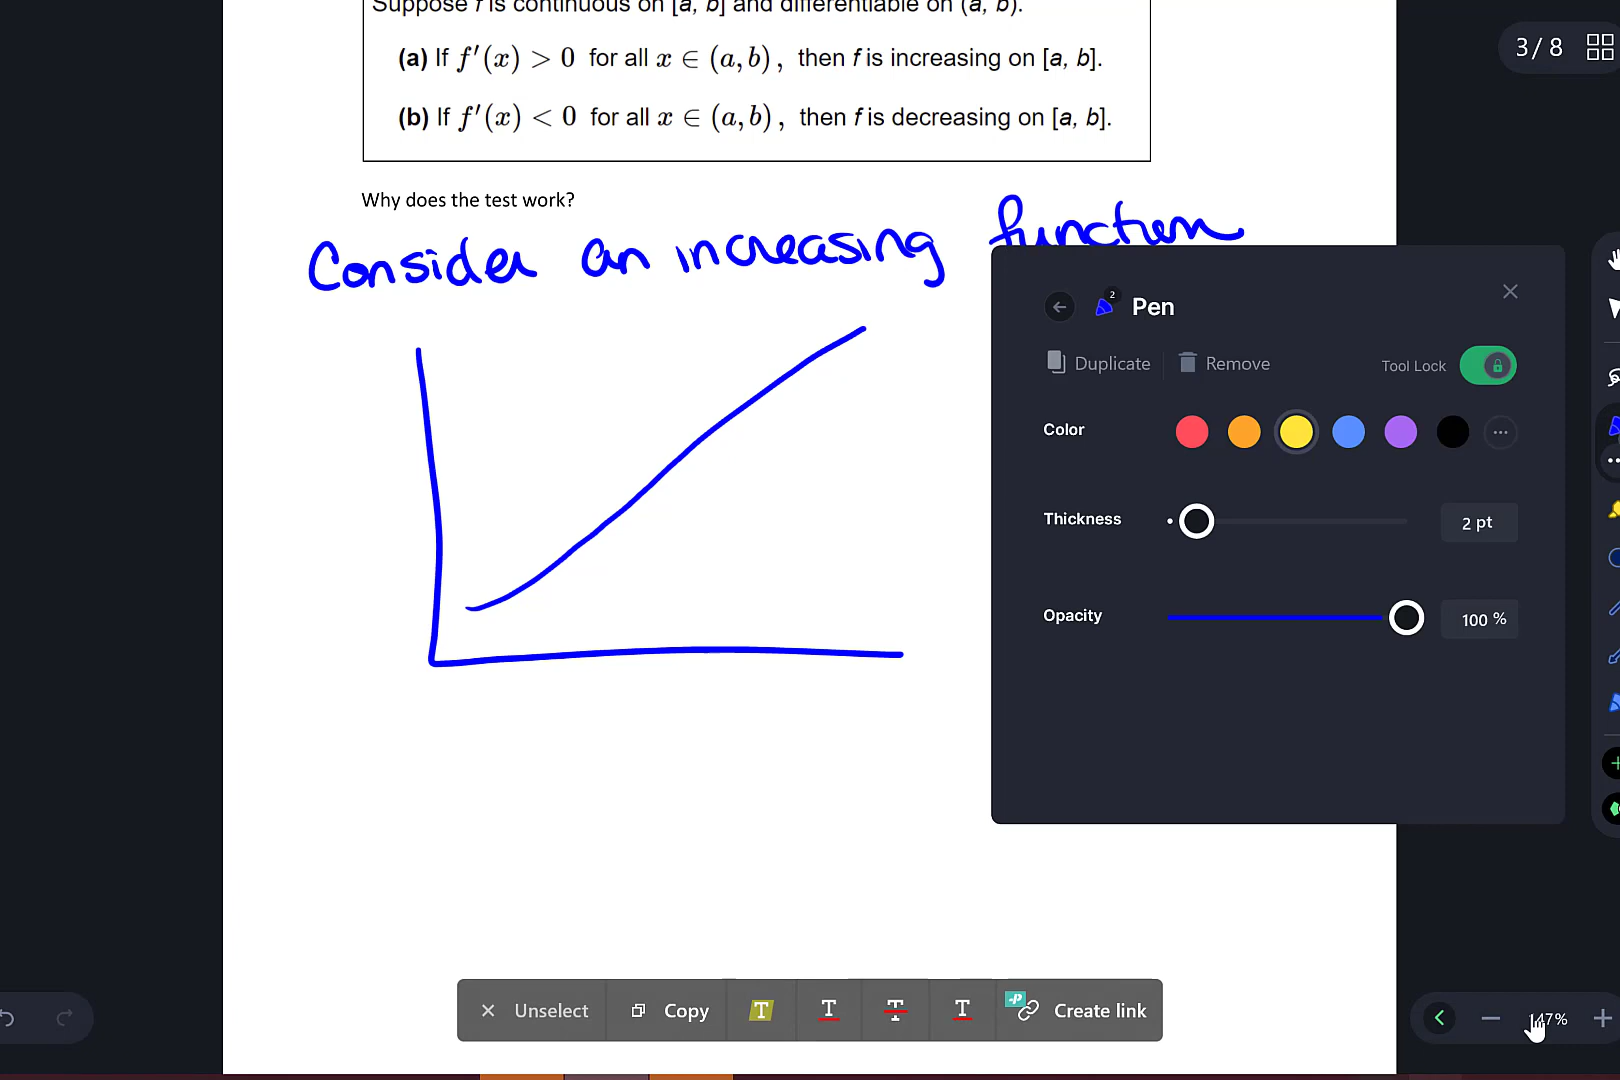 Suppose f is continuous on [a, b] and differentiable on (a, b).
(a) If f′(x) > 0 for all x ∈ (a, b), then f is increasing on [a, b].
(b) If f′(x) < 0 for all x ∈ (a, b), then f is decreasing on [a, b].
Why does the test work?
Consider an increasing function
3 / 8
2
Pen
Duplicate
Remove
Tool Lock
Color
Thickness
2 pt
Opacity
100 %
Unselect
Copy
T
T
T
T
P
Create link
147%